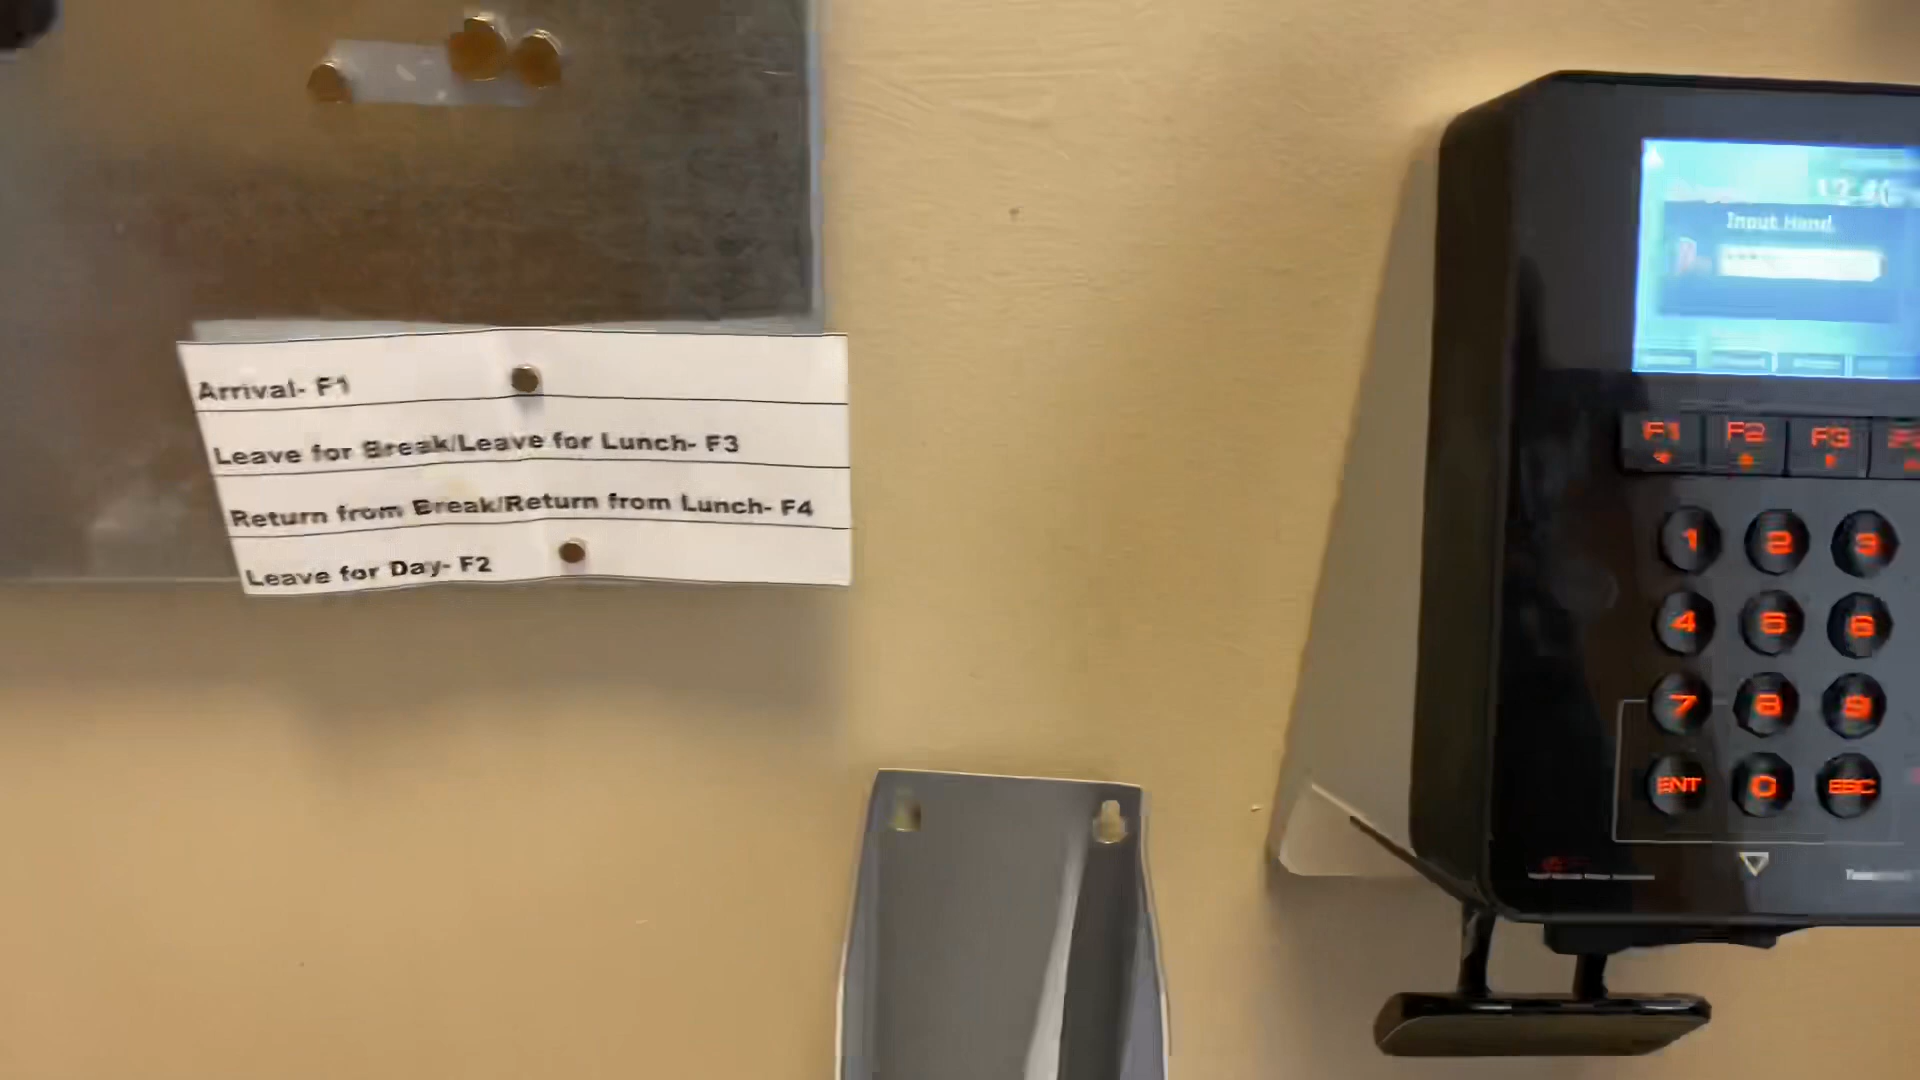 Arrival- F1
Leave for Break/Leave for Lunch- F3
Return from Break/Return from Lunch- F4
Leave for Day- F2
Input Hand
F1 F2 F3
1 2 3
4 5 6
7 8 9
ENT 0 ESC